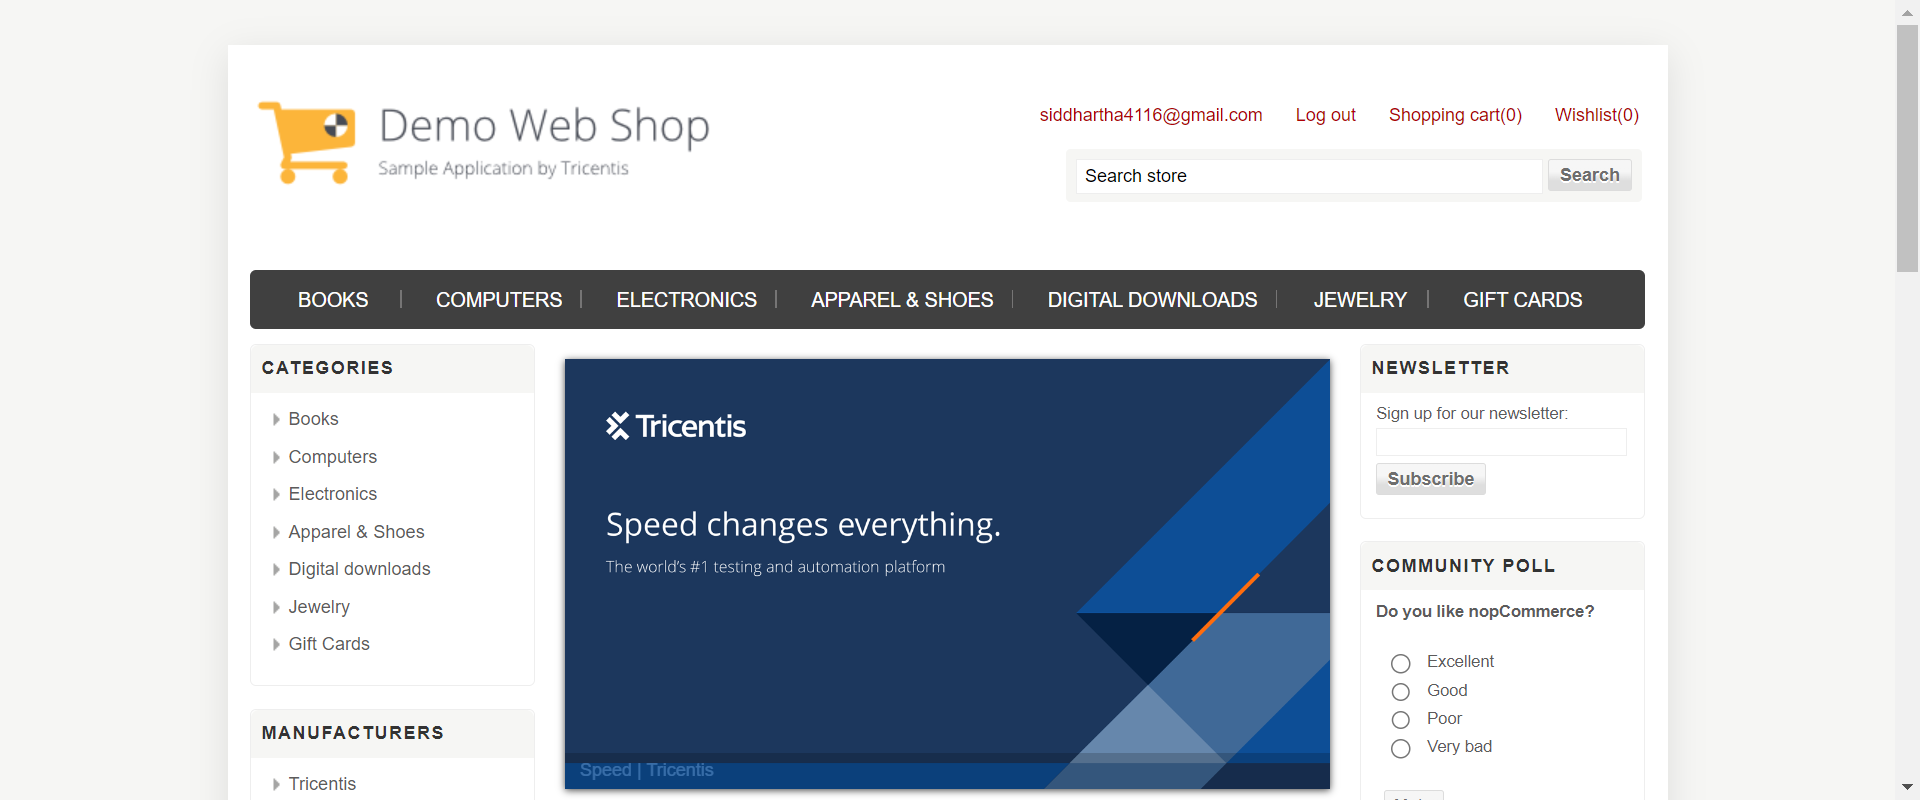 Demo Web Shop
Sample Application by Tricentis
siddhartha4116@gmail.com Log out Shopping cart(0) Wishlist(0)
Search store Search
BOOKS COMPUTERS ELECTRONICS APPAREL & SHOES DIGITAL DOWNLOADS JEWELRY GIFT CARDS
CATEGORIES
Books
Computers
Electronics
Apparel & Shoes
Digital downloads
Jewelry
Gift Cards
MANUFACTURERS
Tricentis
Tricentis
Speed changes everything.
The world's #1 testing and automation platform
Speed | Tricentis
NEWSLETTER
Sign up for our newsletter:
Subscribe
COMMUNITY POLL
Do you like nopCommerce?
Excellent
Good
Poor
Very bad